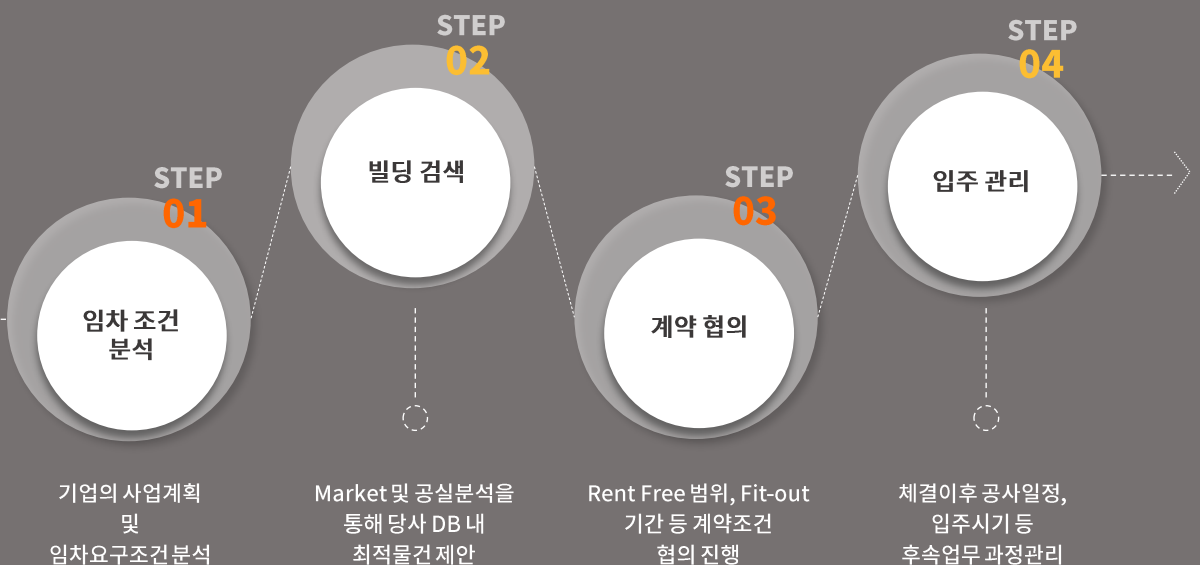 STEP
01
임차 조건
분석
기업의 사업계획
및
임차요구조건분석
STEP
02
빌딩 검색
Market 및 공실분석을
통해 당사 DB 내
최적물건 제안
STEP
03
계약 협의
Rent Free 범위, Fit-out
기간 등 계약조건
협의 진행
STEP
04
입주 관리
체결이후 공사일정,
입주시기 등
후속업무 과정관리